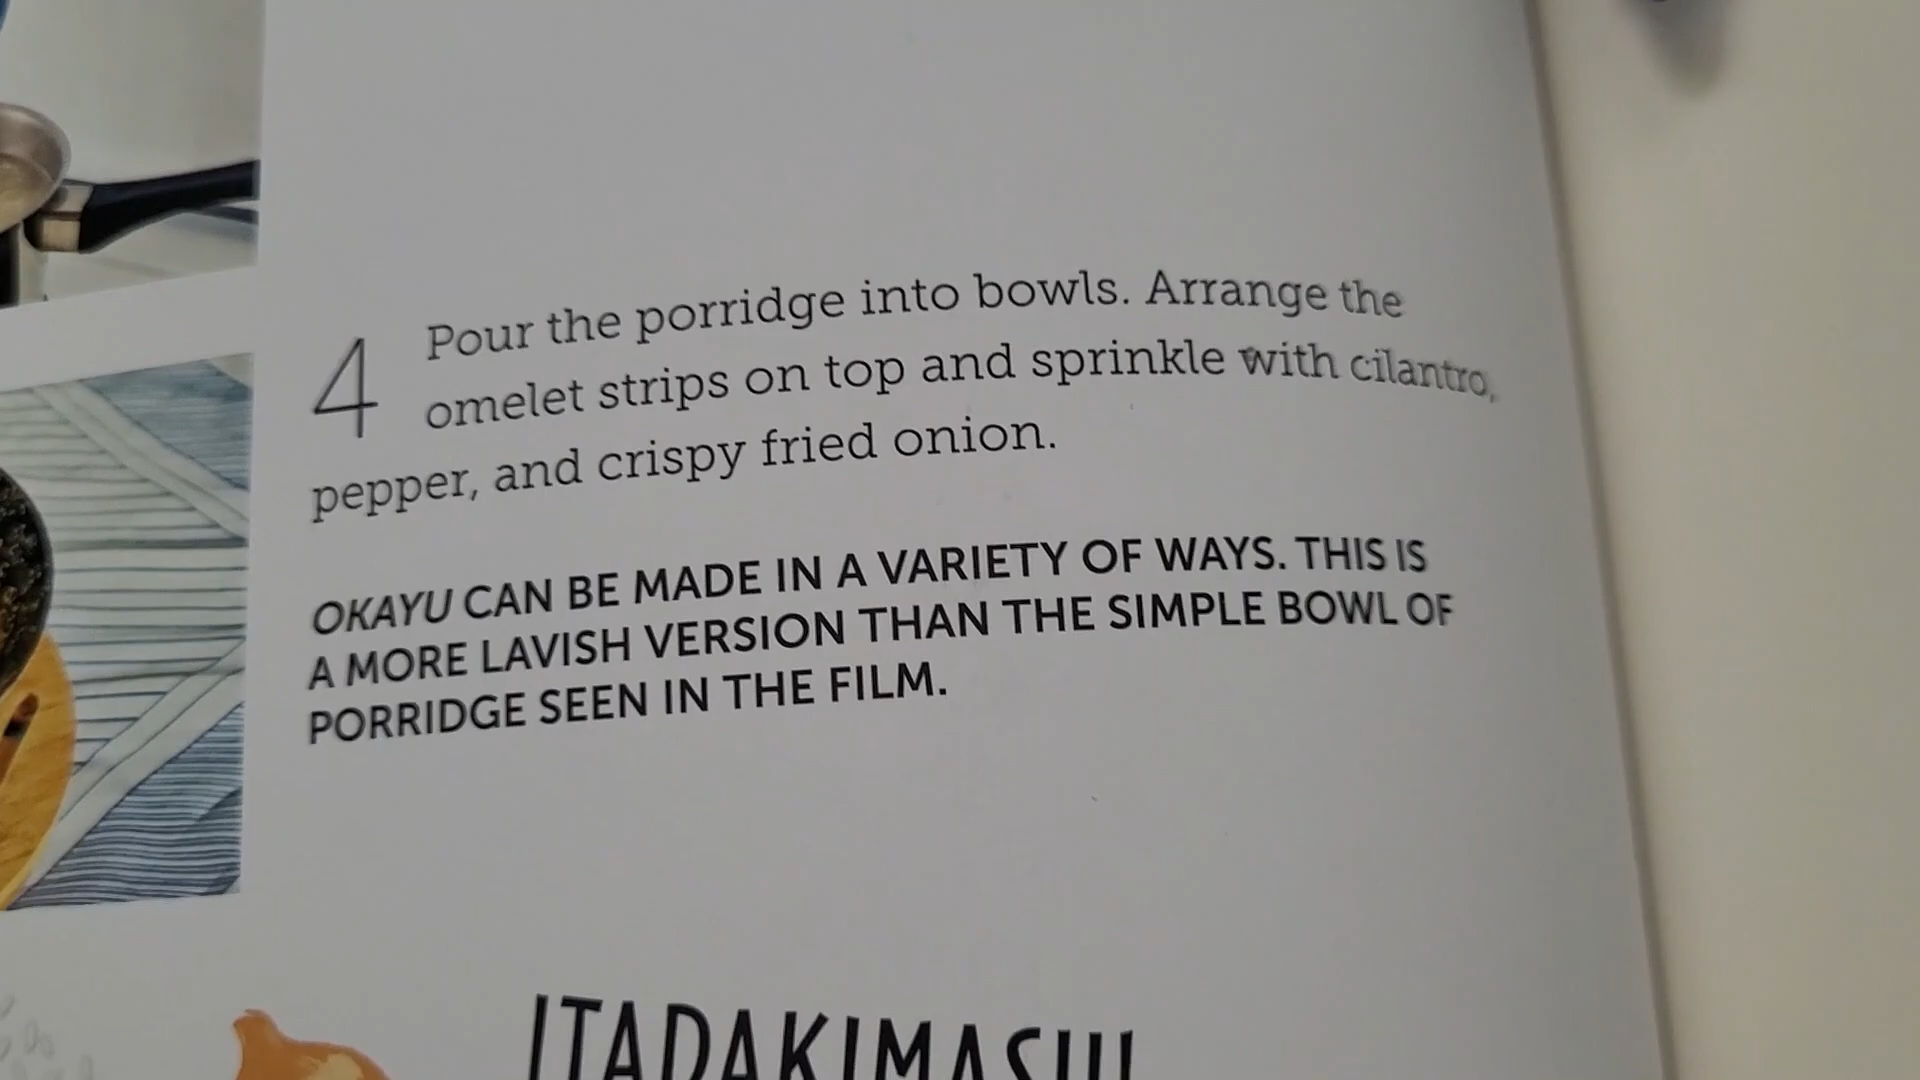 4 Pour the porridge into bowls. Arrange the
omelet strips on top and sprinkle with cilantro,
pepper, and crispy fried onion.
OKAYU CAN BE MADE IN A VARIETY OF WAYS. THIS IS
A MORE LAVISH VERSION THAN THE SIMPLE BOWL OF
PORRIDGE SEEN IN THE FILM.
ITADAKIMASU!